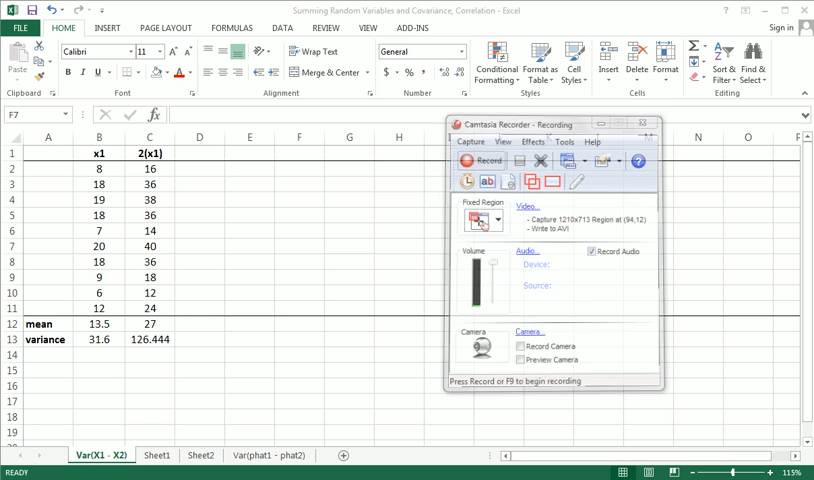 Summing Random Variables and Covariance, Correlation - Excel
FILE HOME INSERT PAGE LAYOUT FORMULAS DATA REVIEW VIEW ADD-INS Sign in
Paste
Calibri 11
B I U
A A
Wrap Text
Merge & Center
General
$ % ,
Conditional Formatting
Format as Table
Cell Styles
Insert
Delete
Format
Sort & Filter
Find & Select
Clipboard Font Alignment Number Styles Cells Editing
F7 fx
A B C D E F G H M N O P
1 x1 2(x1)
2 8 16
3 18 36
4 19 38
5 18 36
6 7 14
7 20 40
8 18 36
9 9 18
10 6 12
11 12 24
12 mean 13.5 27
13 variance 31.6 126.444
14
15
16
17
18
19
Camtasia Recorder - Recording
Capture View Effects Tools Help
Record
ab
Fixed Region
Video...
- Capture 1210x713 Region at (94,12)
- Write to AVI
Volume
Audio...
Record Audio
Device:
Source:
Camera
Camera...
Record Camera
Preview Camera
Press Record or F9 to begin recording
Var(X1 - X2) Sheet1 Sheet2 Var(phat1 - phat2)
READY 115%